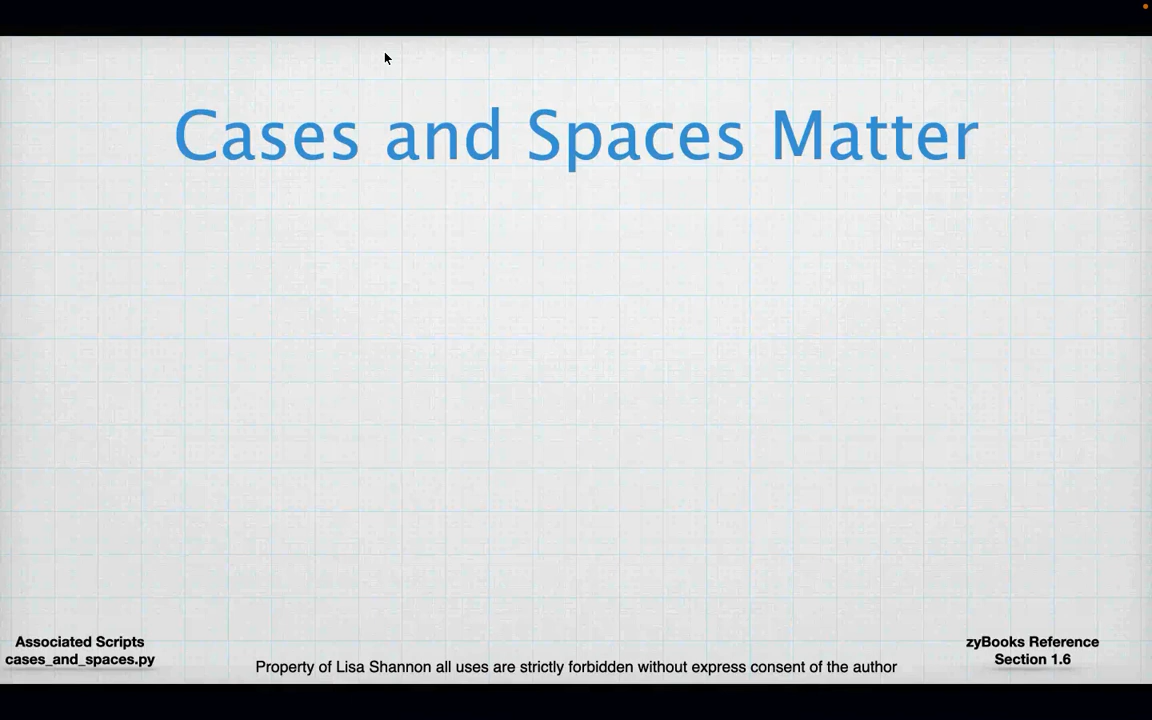 Cases and Spaces Matter
Associated Scripts
cases_and_spaces.py
Property of Lisa Shannon all uses are strictly forbidden without express consent of the author
zyBooks Reference
Section 1.6